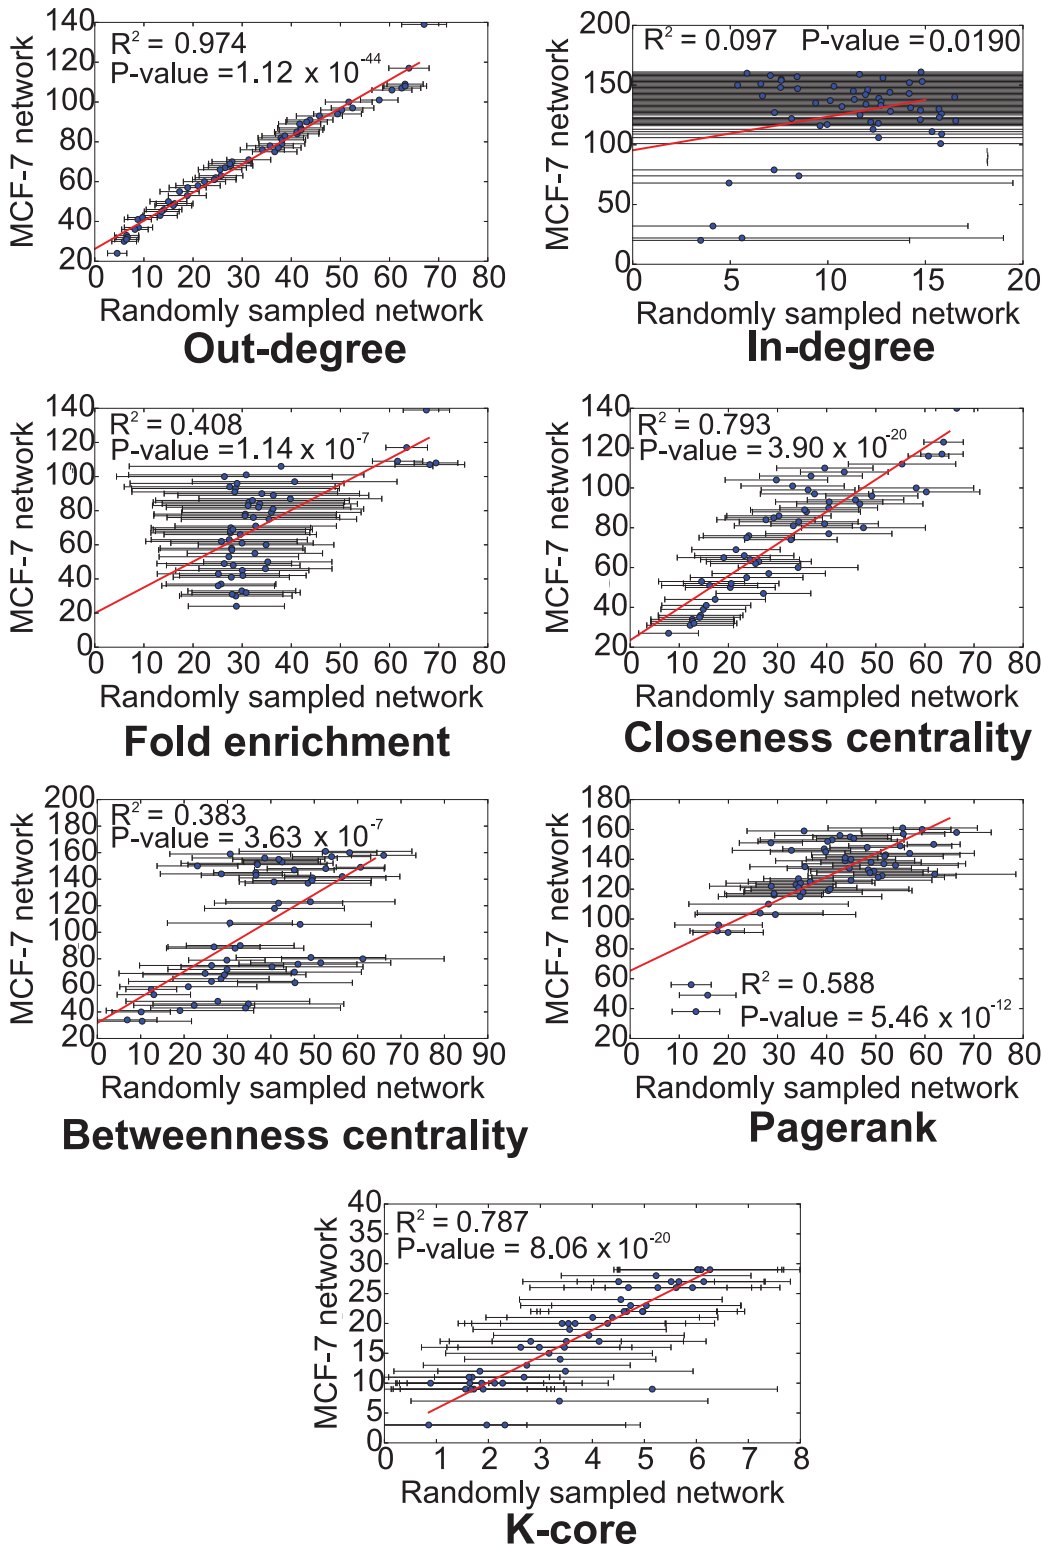 R² = 0.974
P-value =1.12 x 10⁻⁴⁴
MCF-7 network
140
120
100
80
60
40
20
0 10 20 30 40 50 60 70 80
Randomly sampled network
Out-degree
R² = 0.097 P-value =0.0190
MCF-7 network
200
150
100
50
0
0 5 10 15 20
Randomly sampled network
In-degree
R² = 0.408
P-value =1.14 x 10⁻⁷
MCF-7 network
140
120
100
80
60
40
20
0
0 10 20 30 40 50 60 70 80
Randomly sampled network
Fold enrichment
R² = 0.793
P-value = 3.90 x 10⁻²⁰
MCF-7 network
140
120
100
80
60
40
20
0 10 20 30 40 50 60 70 80
Randomly sampled network
Closeness centrality
R² = 0.383
P-value = 3.63 x 10⁻⁷
MCF-7 network
200
180
160
140
120
100
80
60
40
20
0 10 20 30 40 50 60 70 80 90
Randomly sampled network
Betweenness centrality
MCF-7 network
180
160
140
120
100
80
60
40
20
R² = 0.588
P-value = 5.46 x 10⁻¹²
0 10 20 30 40 50 60 70 80
Randomly sampled network
Pagerank
R² = 0.787
P-value = 8.06 x 10⁻²⁰
MCF-7 network
40
35
30
25
20
15
10
5
0
0 1 2 3 4 5 6 7 8
Randomly sampled network
K-core